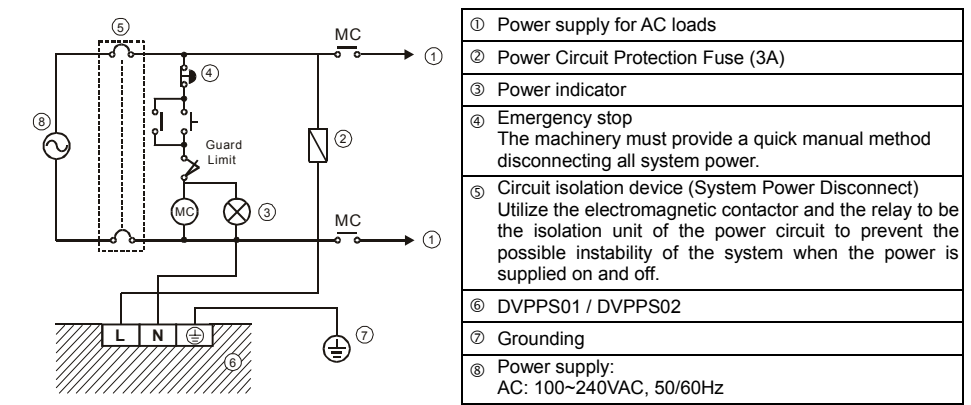 ⑤
MC
①
④
⑧
②
Guard
Limit
MC
③
MC
①
L N
⑦
⑥
① Power supply for AC loads
② Power Circuit Protection Fuse (3A)
③ Power indicator
④ Emergency stop
The machinery must provide a quick manual method
disconnecting all system power.
⑤ Circuit isolation device (System Power Disconnect)
Utilize the electromagnetic contactor and the relay to be
the isolation unit of the power circuit to prevent the
possible instability of the system when the power is
supplied on and off.
⑥ DVPPS01 / DVPPS02
⑦ Grounding
⑧ Power supply:
AC: 100~240VAC, 50/60Hz